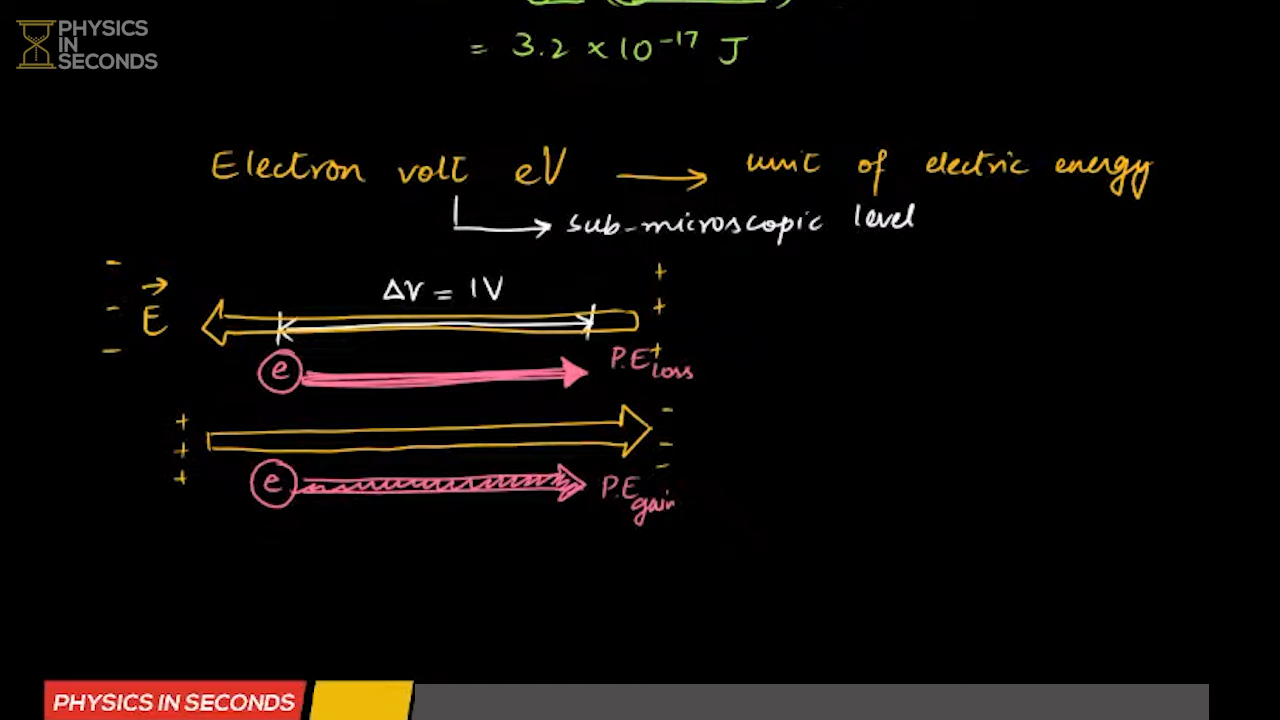 PHYSICS
IN
SECONDS
= 3.2 × 10⁻¹⁷ J
Electron volt eV → unit of electric energy
→ sub-microscopic level
- - -
E⃗
ΔV = 1V
+ + +
e
P.E loss
+ + +
- - -
e
P.E gain
PHYSICS IN SECONDS